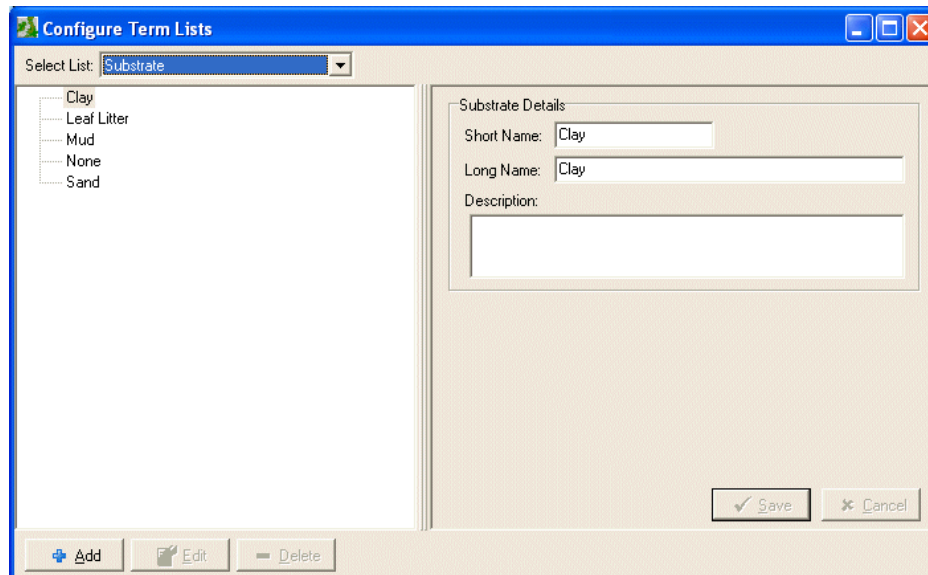 Configure Term Lists
Select List: Substrate
Clay
Leaf Litter
Mud
None
Sand
Substrate Details
Short Name: Clay
Long Name: Clay
Description:
Save Cancel
Add Edit Delete